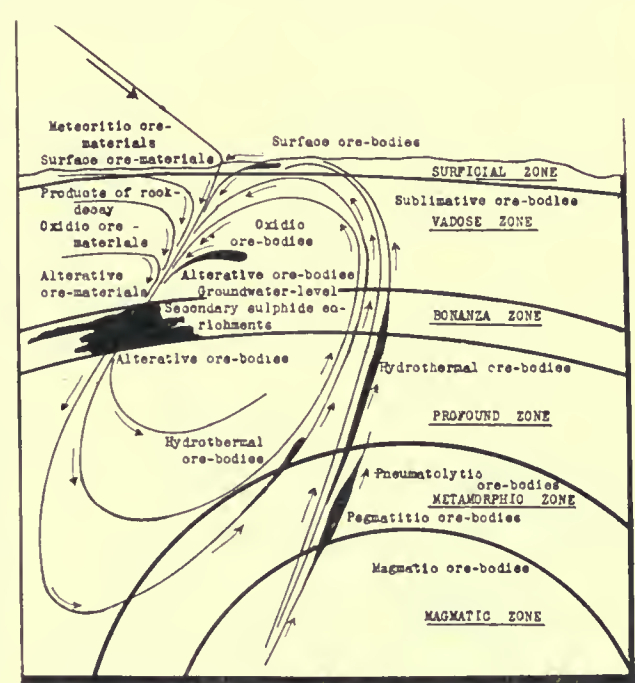 Meteoritic ore-
materials
Surface ore-materials
Surface ore-bodies
SURFICIAL ZONE
Products of rock-
decay
Sublimative ore-bodies
VADOSE ZONE
Oxidic ore-
materials
Oxidic
ore-bodies
Alterative
ore-materials
Alterative ore-bodies
Groundwater-level
Secondary sulphide en-
richments
BONANZA ZONE
Alterative ore-bodies
Hydrothermal ore-bodies
PROFOUND ZONE
Hydrothermal
ore-bodies
Pneumatolytic
ore-bodies
METAMORPHIC ZONE
Pegmatitic ore-bodies
Magmatic ore-bodies
MAGMATIC ZONE